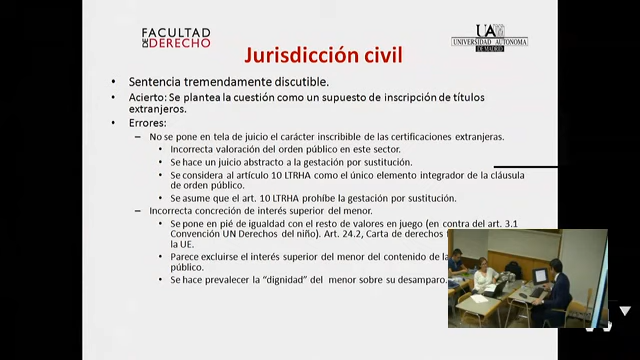 FACULTAD
DE DERECHO
UA
UNIVERSIDAD AUTONOMA
DE MADRID
Jurisdicción civil
• Sentencia tremendamente discutible.
• Acierto: Se plantea la cuestión como un supuesto de inscripción de títulos
extranjeros.
• Errores:
– No se pone en tela de juicio el carácter inscribible de las certificaciones extranjeras.
• Incorrecta valoración del orden público en este sector.
• Se hace un juicio abstracto a la gestación por sustitución.
• Se considera al artículo 10 LTRHA como el único elemento integrador de la cláusula
de orden público.
• Se asume que el art. 10 LTRHA prohíbe la gestación por sustitución.
– Incorrecta concreción de interés superior del menor.
• Se pone en pié de igualdad con el resto de valores en juego (en contra del art. 3.1
Convención UN Derechos del niño). Art. 24.2, Carta de derechos
la UE.
• Parece excluirse el interés superior del menor del contenido de la
público.
• Se hace prevalecer la “dignidad” del menor sobre su desamparo.